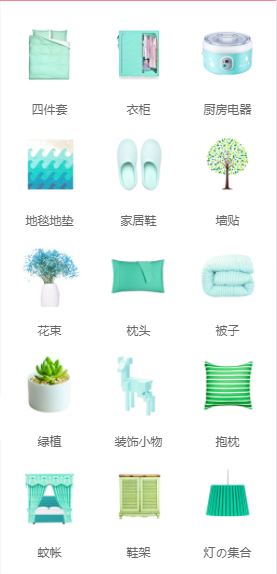 四件套
衣柜
厨房电器
地毯地垫
家居鞋
墙贴
花束
枕头
被子
绿植
装饰小物
抱枕
蚊帐
鞋架
灯の集合